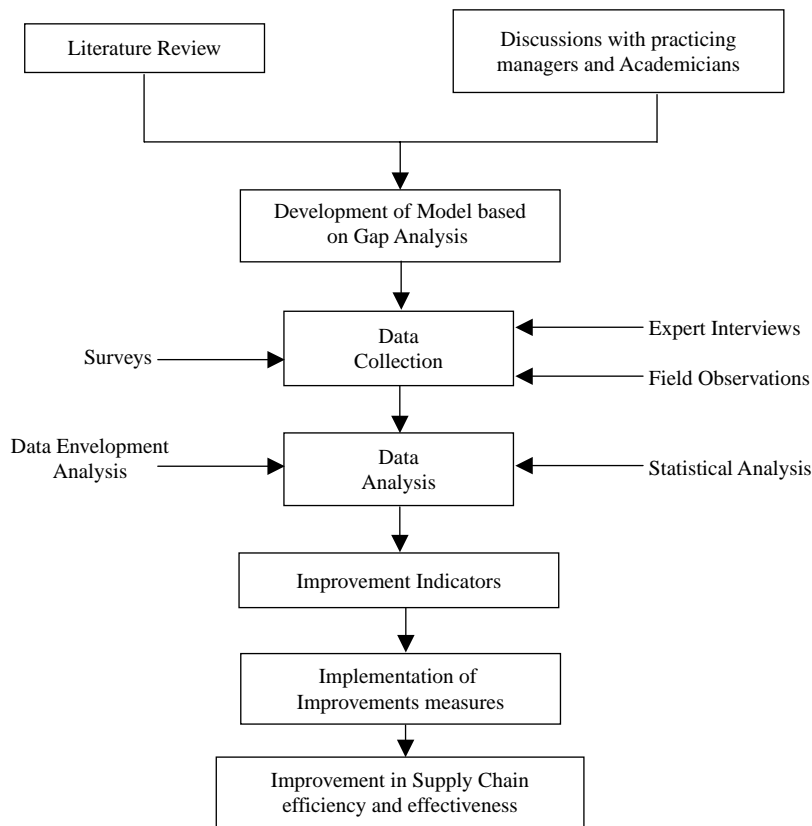 Literature Review
Discussions with practicing
managers and Academicians
Development of Model based
on Gap Analysis
Data
Collection
Surveys
Expert Interviews
Field Observations
Data Envelopment
Analysis
Data
Analysis
Statistical Analysis
Improvement Indicators
Implementation of
Improvements measures
Improvement in Supply Chain
efficiency and effectiveness